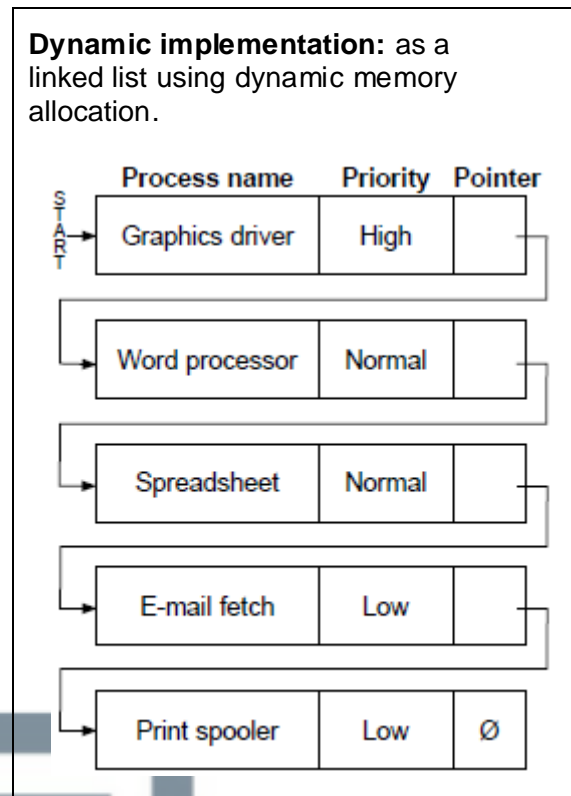 Dynamic implementation: as a
linked list using dynamic memory
allocation.
Process name Priority Pointer
START
Graphics driver High
Word processor Normal
Spreadsheet Normal
E-mail fetch Low
Print spooler Low Ø